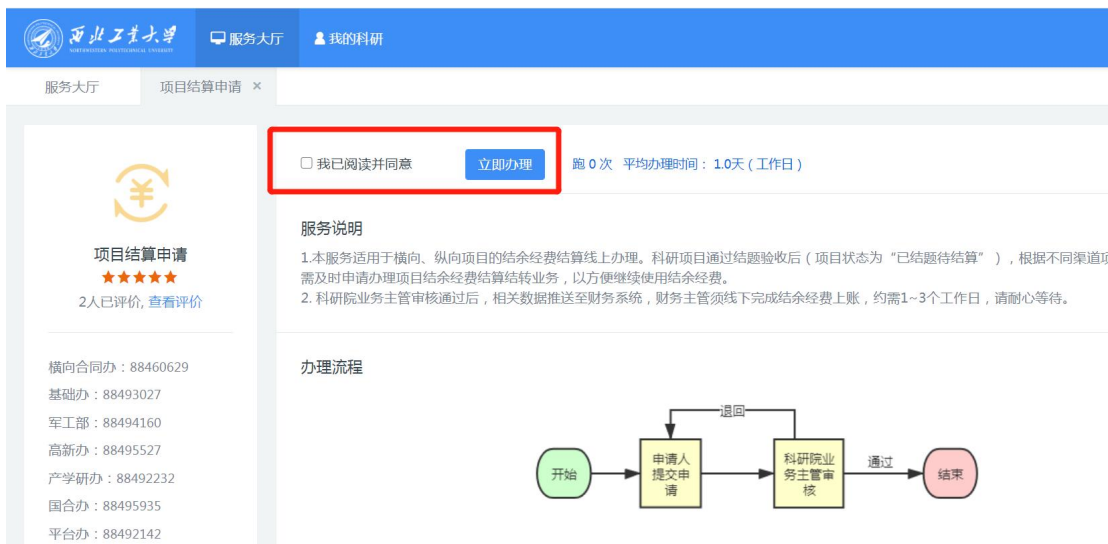 西北工业大学
NORTHWESTERN POLYTECHNICAL UNIVERSITY
服务大厅
我的科研
服务大厅
项目结算申请 ×
我已阅读并同意
立即办理
跑 0 次 平均办理时间： 1.0天 ( 工作日 )
项目结算申请
2人已评价, 查看评价
横向合同办：88460629
基础办：88493027
军工部：88494160
高新办：88495527
产学研办：88492232
国合办：88495935
平台办：88492142
服务说明
1.本服务适用于横向、纵向项目的结余经费结算线上办理。科研项目通过结题验收后（项目状态为“已结题待结算”），根据不同渠道项
需及时申请办理项目结余经费结算结转业务，以方便继续使用结余经费。
2. 科研院业务主管审核通过后，相关数据推送至财务系统，财务主管须线下完成结余经费上账，约需1~3个工作日，请耐心等待。
办理流程
退回
开始
申请人
提交申
请
科研院业
务主管审
核
通过
结束